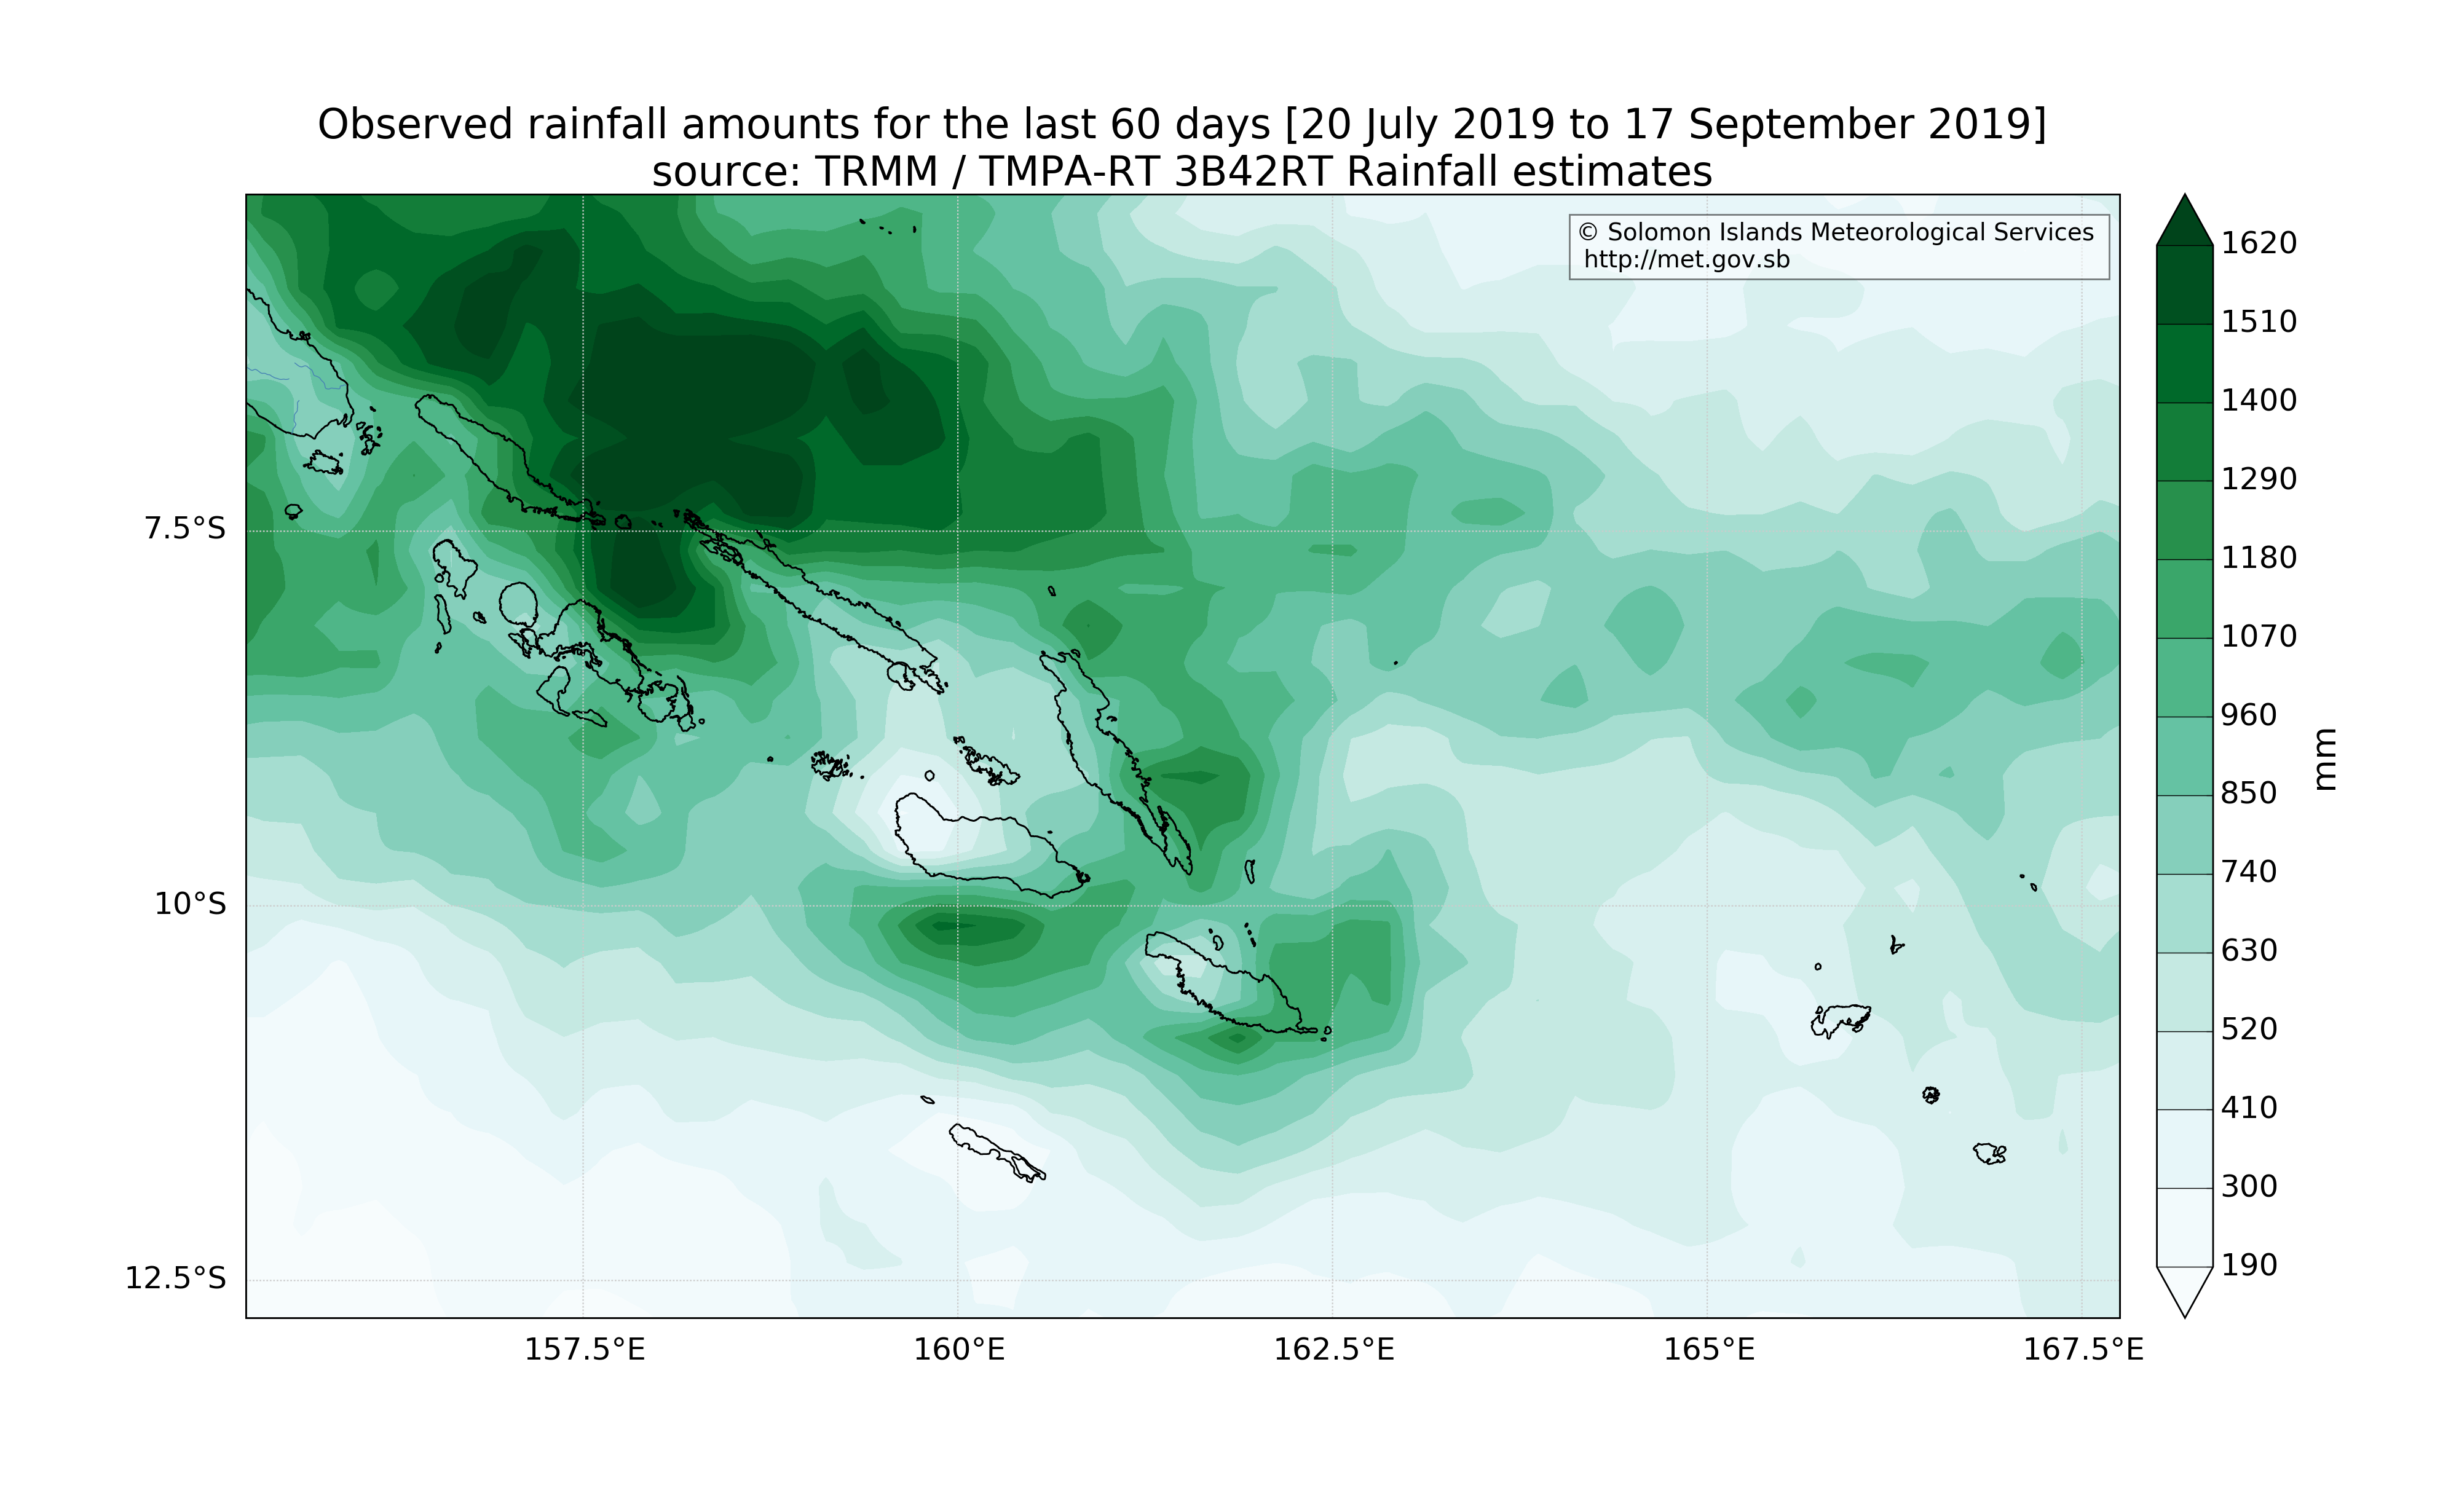 Observed rainfall amounts for the last 60 days [20 July 2019 to 17 September 2019]
source: TRMM / TMPA-RT 3B42RT Rainfall estimates
© Solomon Islands Meteorological Services
http://met.gov.sb
7.5°S
10°S
12.5°S
157.5°E
160°E
162.5°E
165°E
167.5°E
1620
1510
1400
1290
1180
1070
960
850
740
630
520
410
300
190
mm